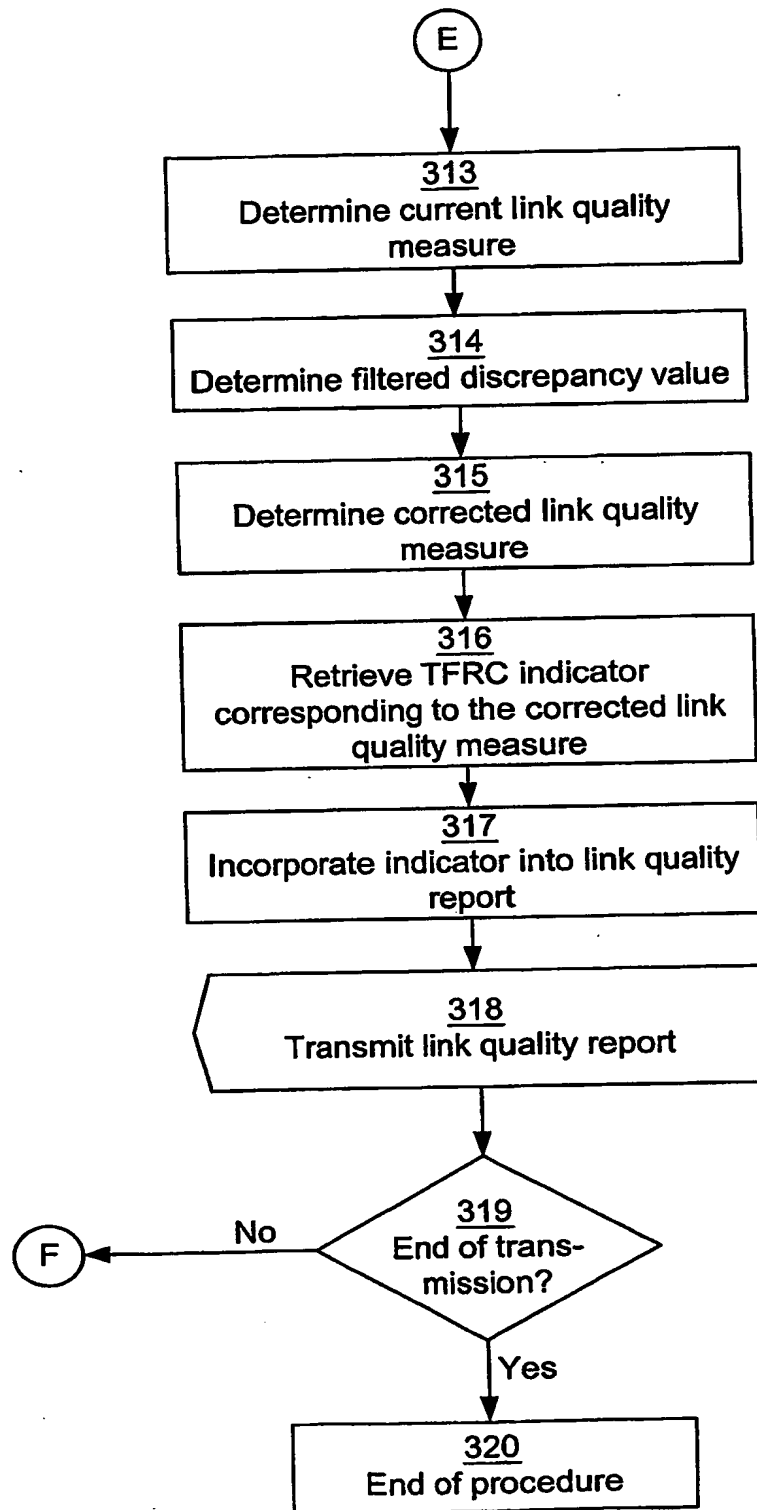 E
313
Determine current link quality
measure
314
Determine filtered discrepancy value
315
Determine corrected link quality
measure
316
Retrieve TFRC indicator
corresponding to the corrected link
quality measure
317
Incorporate indicator into link quality
report
318
Transmit link quality report
319
End of trans-
mission?
No
F
Yes
320
End of procedure